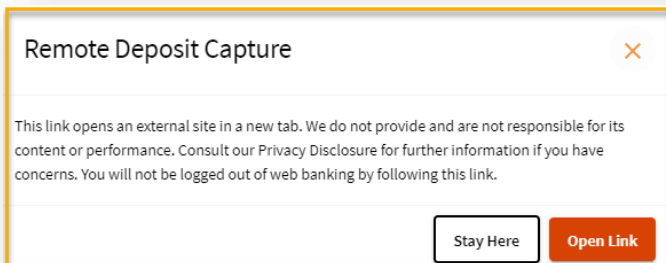 Remote Deposit Capture
This link opens an external site in a new tab. We do not provide and are not responsible for its
content or performance. Consult our Privacy Disclosure for further information if you have
concerns. You will not be logged out of web banking by following this link.
Stay Here
Open Link